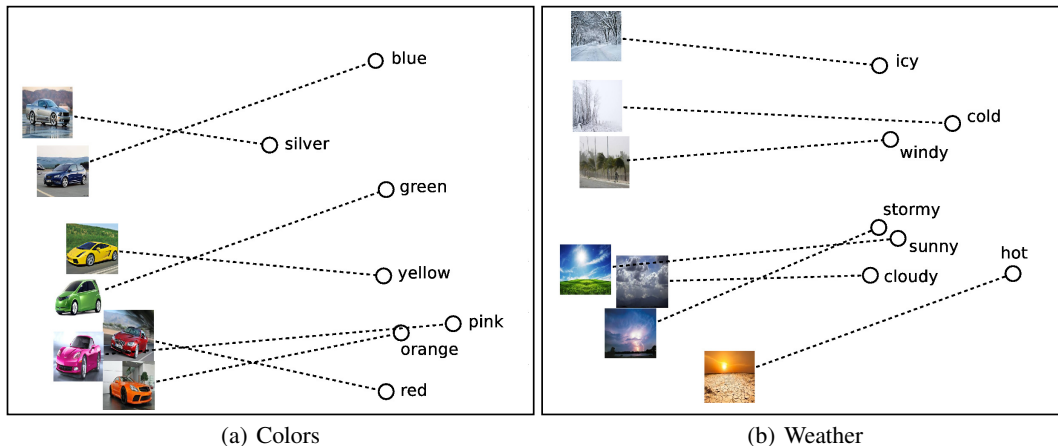 blue
silver
green
yellow
pink
orange
red
(a) Colors
icy
cold
windy
stormy
sunny
hot
cloudy
(b) Weather